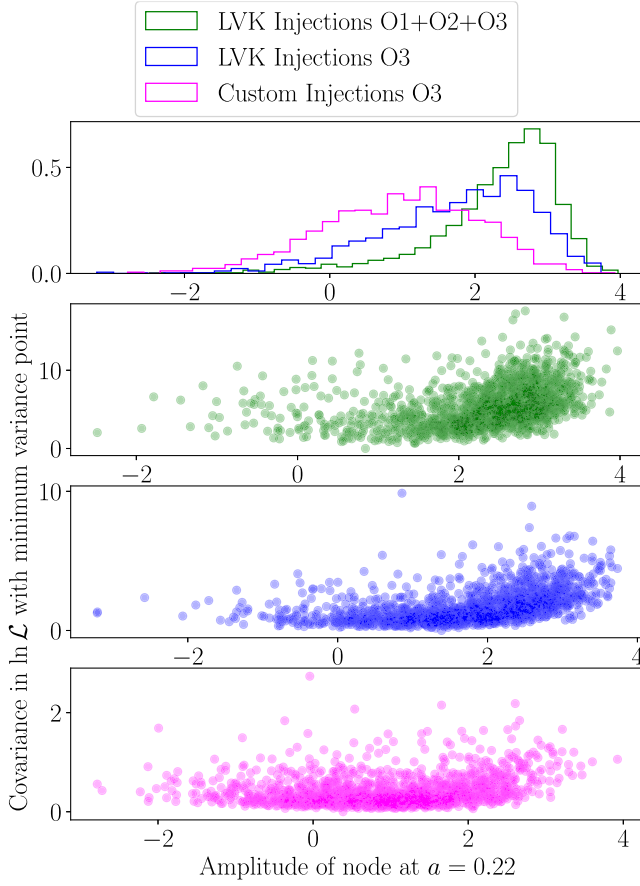 LVK Injections O1+O2+O3
LVK Injections O3
Custom Injections O3
0.5
0.0
−2 0 2
10
0
−2 0 2 4
10
0
−2 0 2 4
2
0
−2 0 2 4
Covariance in ln 𝓛 with minimum variance point
Amplitude of node at a = 0.22